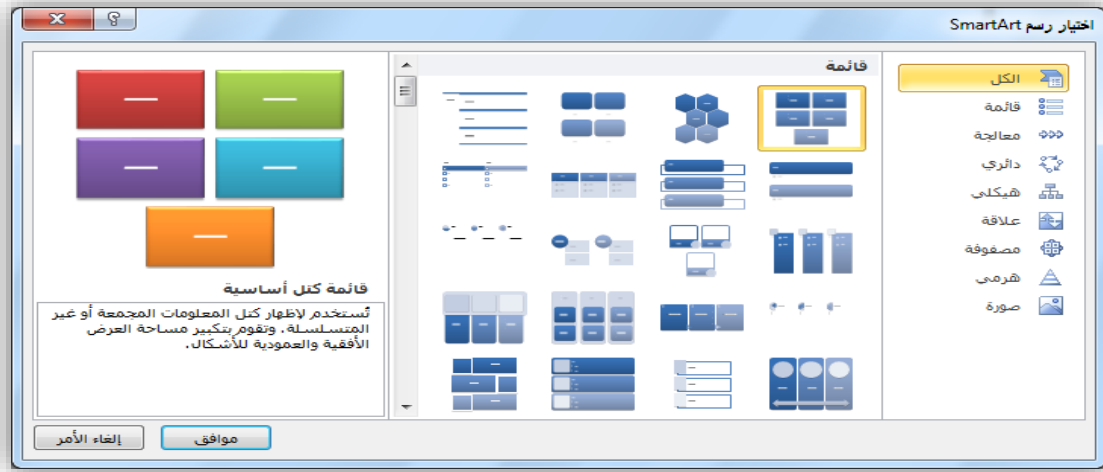 اختيار رسم SmartArt
الكل
قائمة
معالجة
دائري
هيكلي
علاقة
مصفوفة
هرمي
صورة
قائمة
قائمة كتل أساسية
تُستخدم لإظهار كتل المعلومات المجمعة أو غير
المتسلسلة. وتقوم بتكبير مساحة العرض
الأفقية والعمودية للأشكال.
موافق
إلغاء الأمر